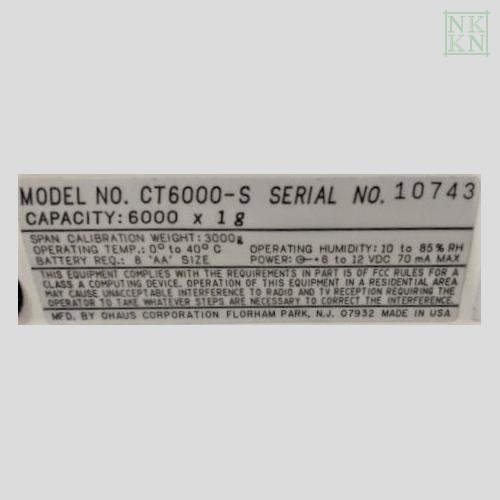 NK
KN
MODEL NO. CT6000-S SERIAL NO. 10743
CAPACITY: 6000 x 1g
SPAN CALIBRATION WEIGHT: 3000g
OPERATING TEMP.: 0° to 40° C OPERATING HUMIDITY: 10 to 85% RH
BATTERY REQ.: 8 'AA' SIZE POWER: ⊖-•+6 to 12 VDC 70 mA MAX
THIS EQUIPMENT COMPLIES WITH THE REQUIREMENTS IN PART 15 OF FCC RULES FOR A
CLASS A COMPUTING DEVICE. OPERATION OF THIS EQUIPMENT IN A RESIDENTIAL AREA
MAY CAUSE UNACCEPTABLE INTERFERENCE TO RADIO AND TV RECEPTION REQUIRING THE
OPERATOR TO TAKE WHATEVER STEPS ARE NECESSARY TO CORRECT THE INTERFERENCE.
MFD. BY OHAUS CORPORATION FLORHAM PARK, N.J. 07932 MADE IN USA